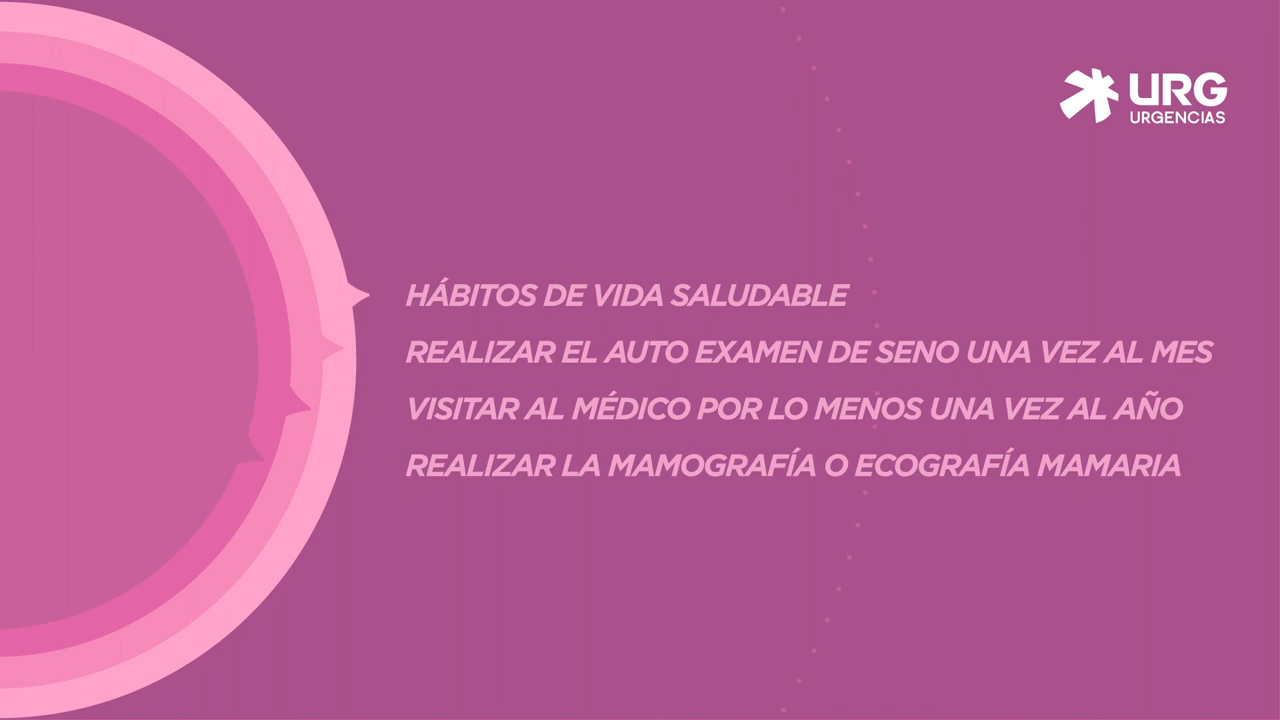 URG
URGENCIAS
HÁBITOS DE VIDA SALUDABLE
REALIZAR EL AUTO EXAMEN DE SENO UNA VEZ AL MES
VISITAR AL MÉDICO POR LO MENOS UNA VEZ AL AÑO
REALIZAR LA MAMOGRAFÍA O ECOGRAFÍA MAMARIA